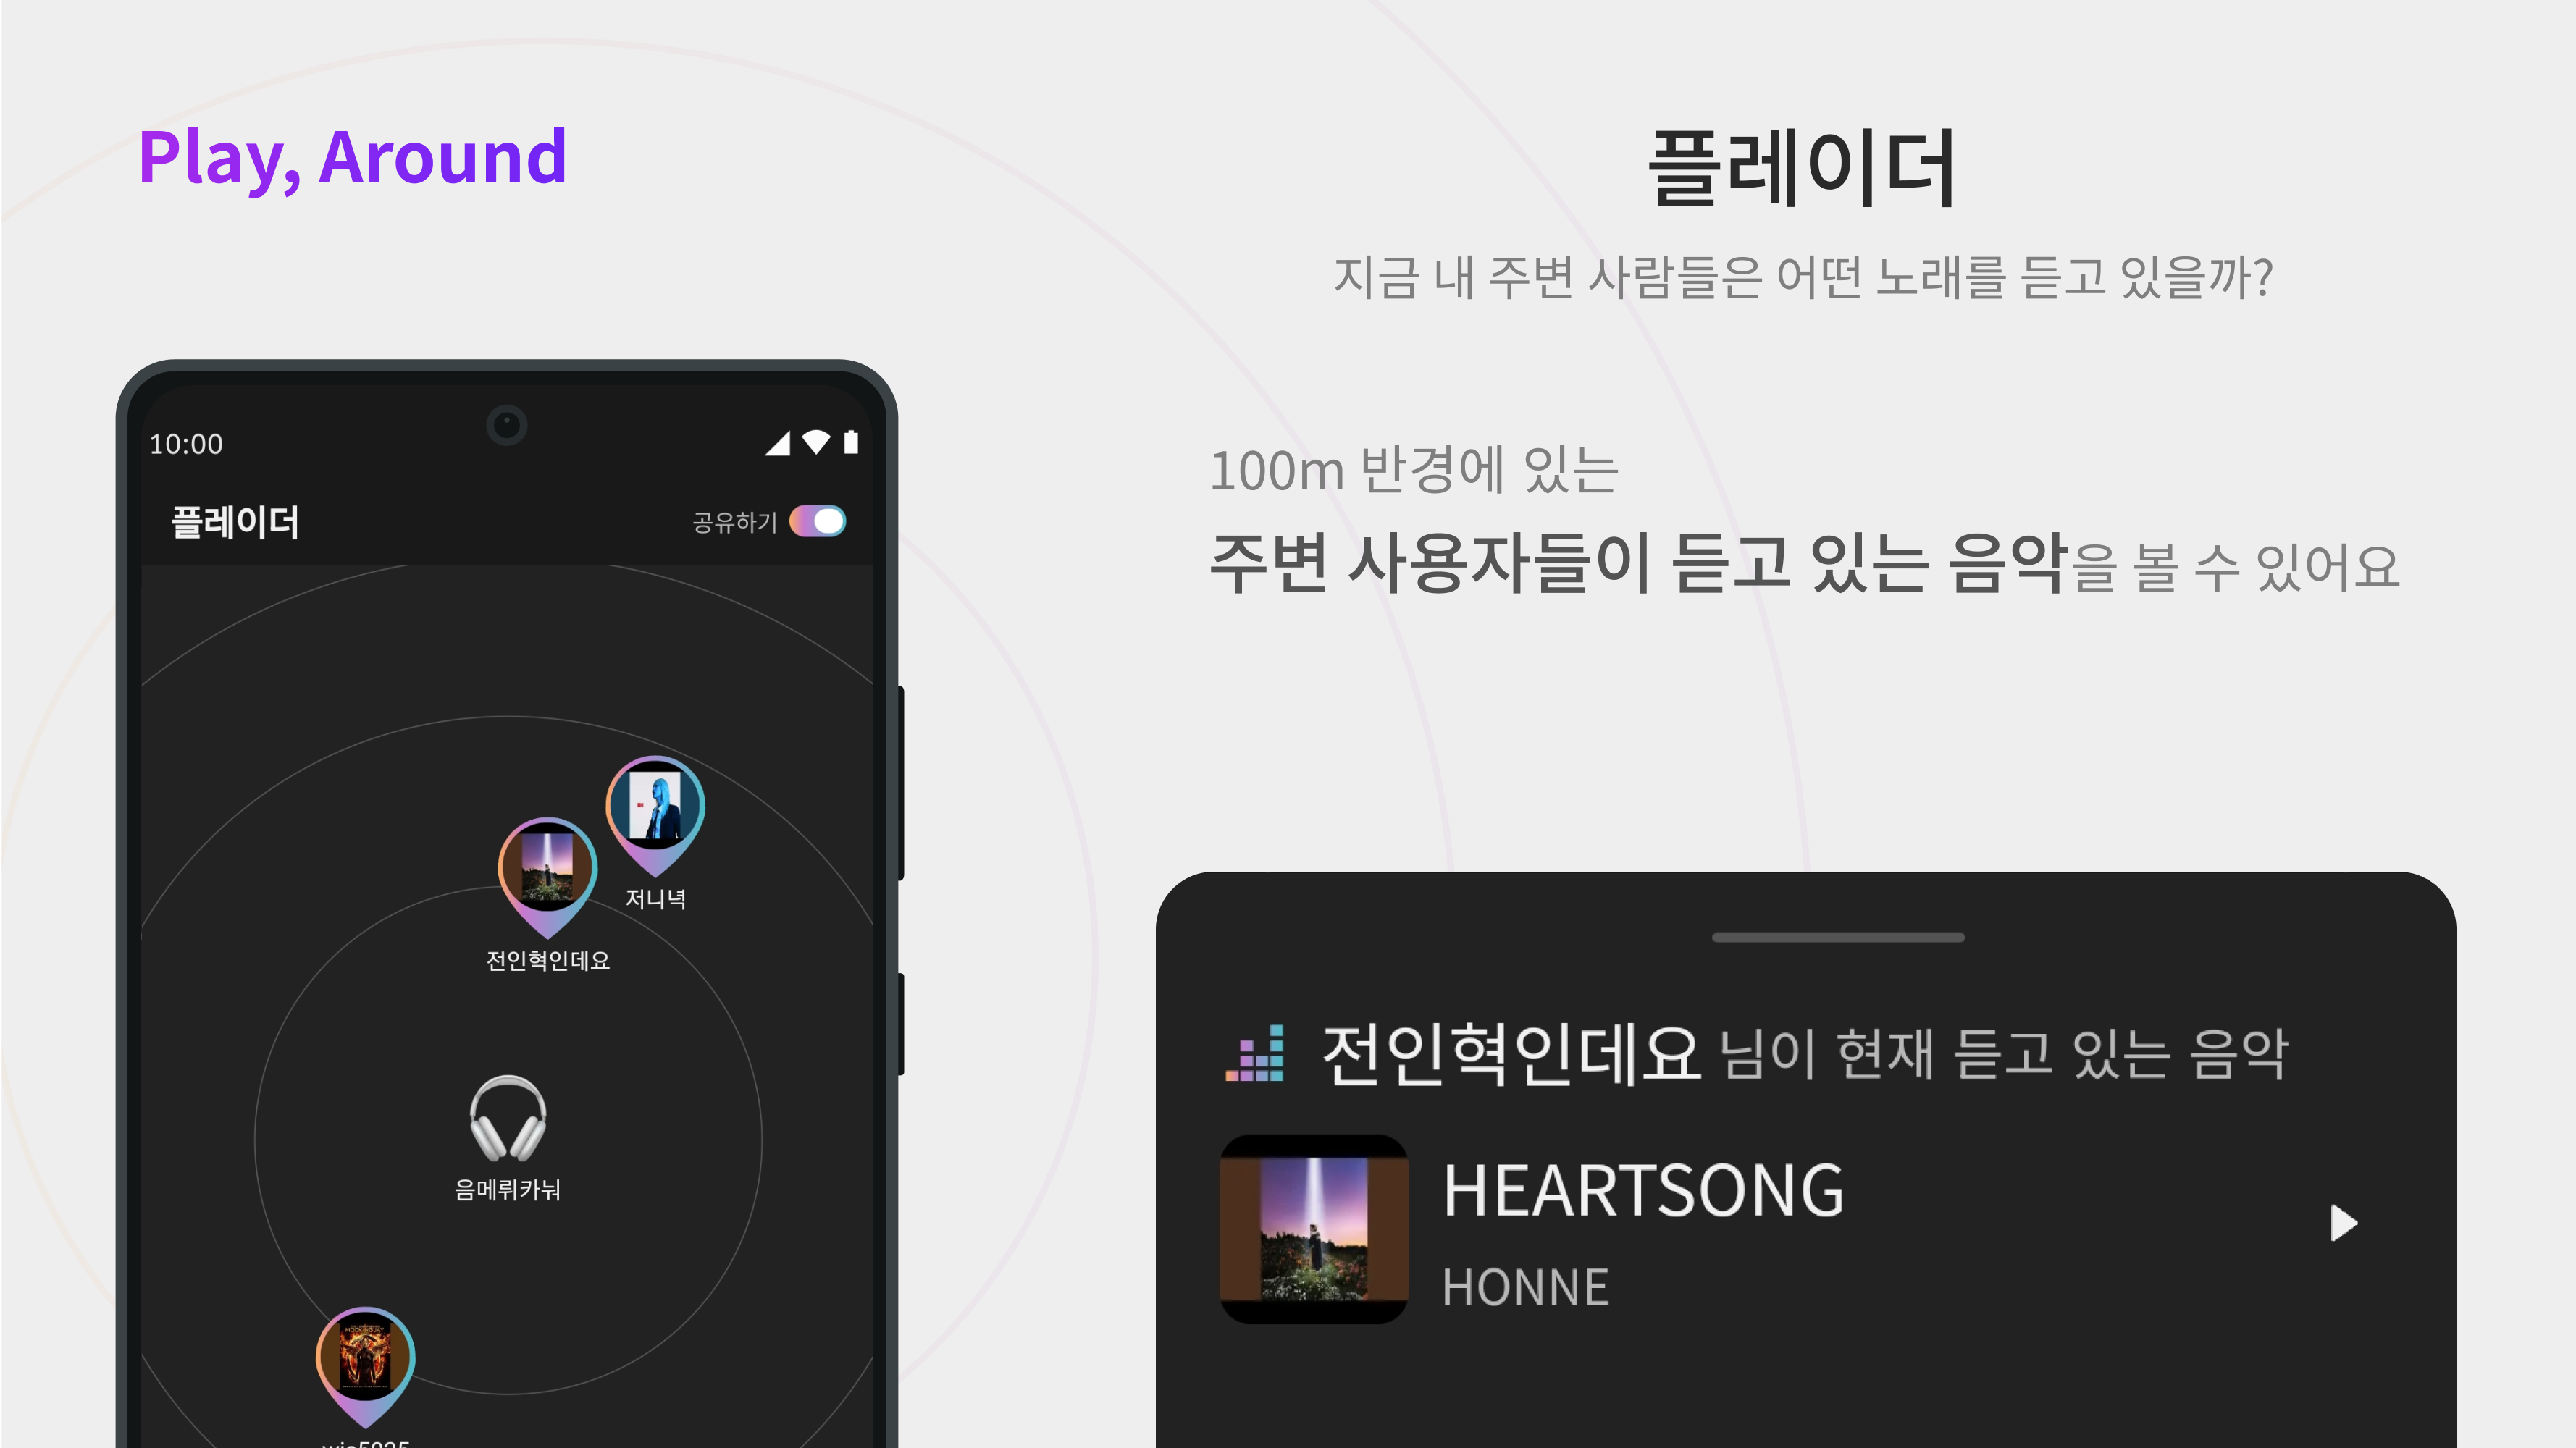 Play, Around
플레이더
지금 내 주변 사람들은 어떤 노래를 듣고 있을까?
100m 반경에 있는
주변 사용자들이 듣고 있는 음악을 볼 수 있어요
10:00
플레이더
공유하기
저니녁
전인혁인데요
음메뤼카눠
전인혁인데요 님이 현재 듣고 있는 음악
HEARTSONG
HONNE